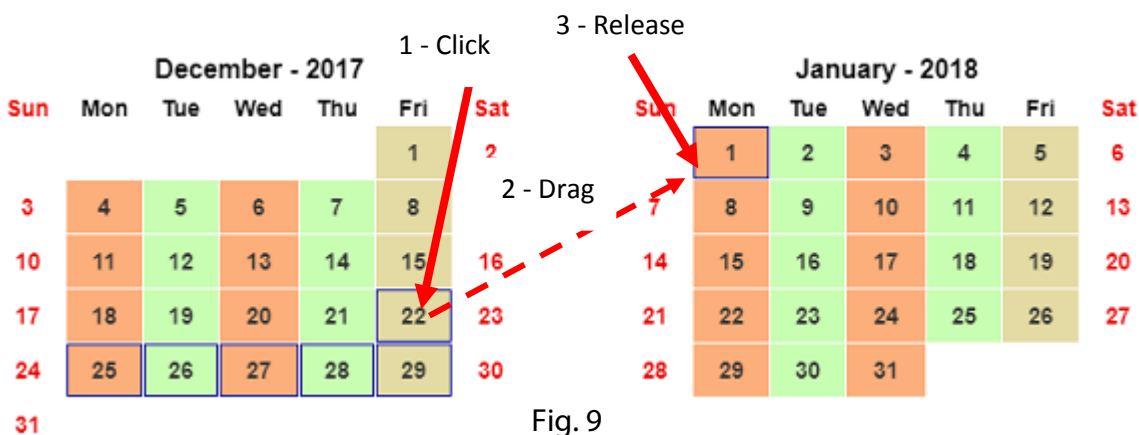 1 - Click
3 - Release
December - 2017
Sun Mon Tue Wed Thu Fri Sat
1 2
2 - Drag
3 4 5 6 7 8
10 11 12 13 14 15 16
17 18 19 20 21 22 23
24 25 26 27 28 29 30
31
January - 2018
Sun Mon Tue Wed Thu Fri Sat
1 2 3 4 5 6
7 8 9 10 11 12 13
14 15 16 17 18 19 20
21 22 23 24 25 26 27
28 29 30 31
Fig. 9